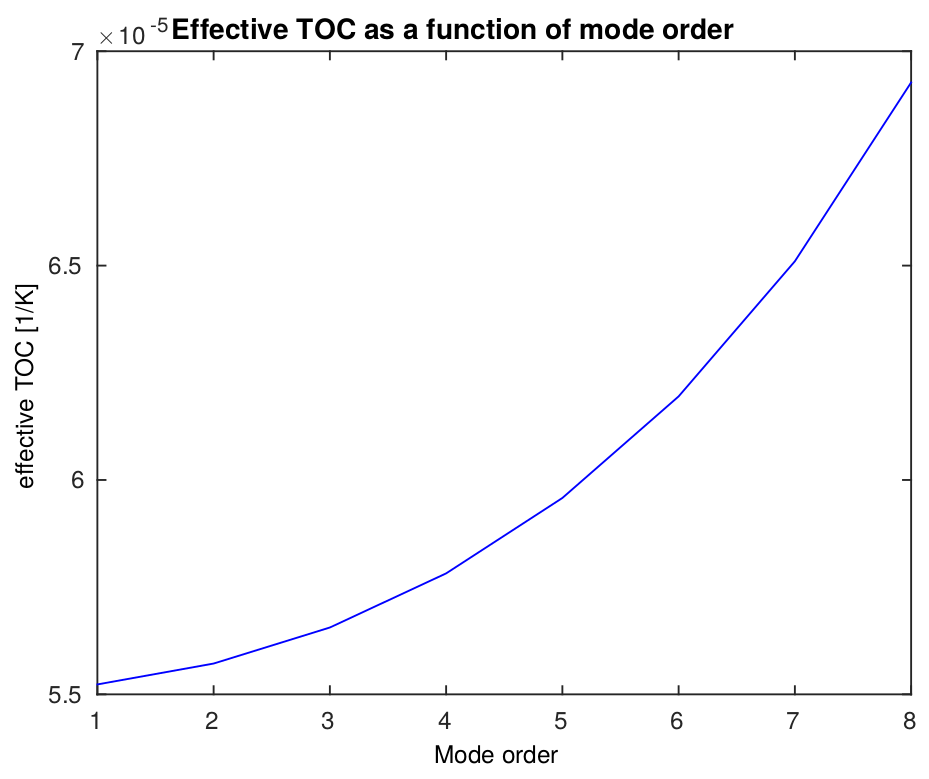 ×10-5 Effective TOC as a function of mode order
7
6.5
6
5.5
effective TOC [1/K]
1 2 3 4 5 6 7 8
Mode order